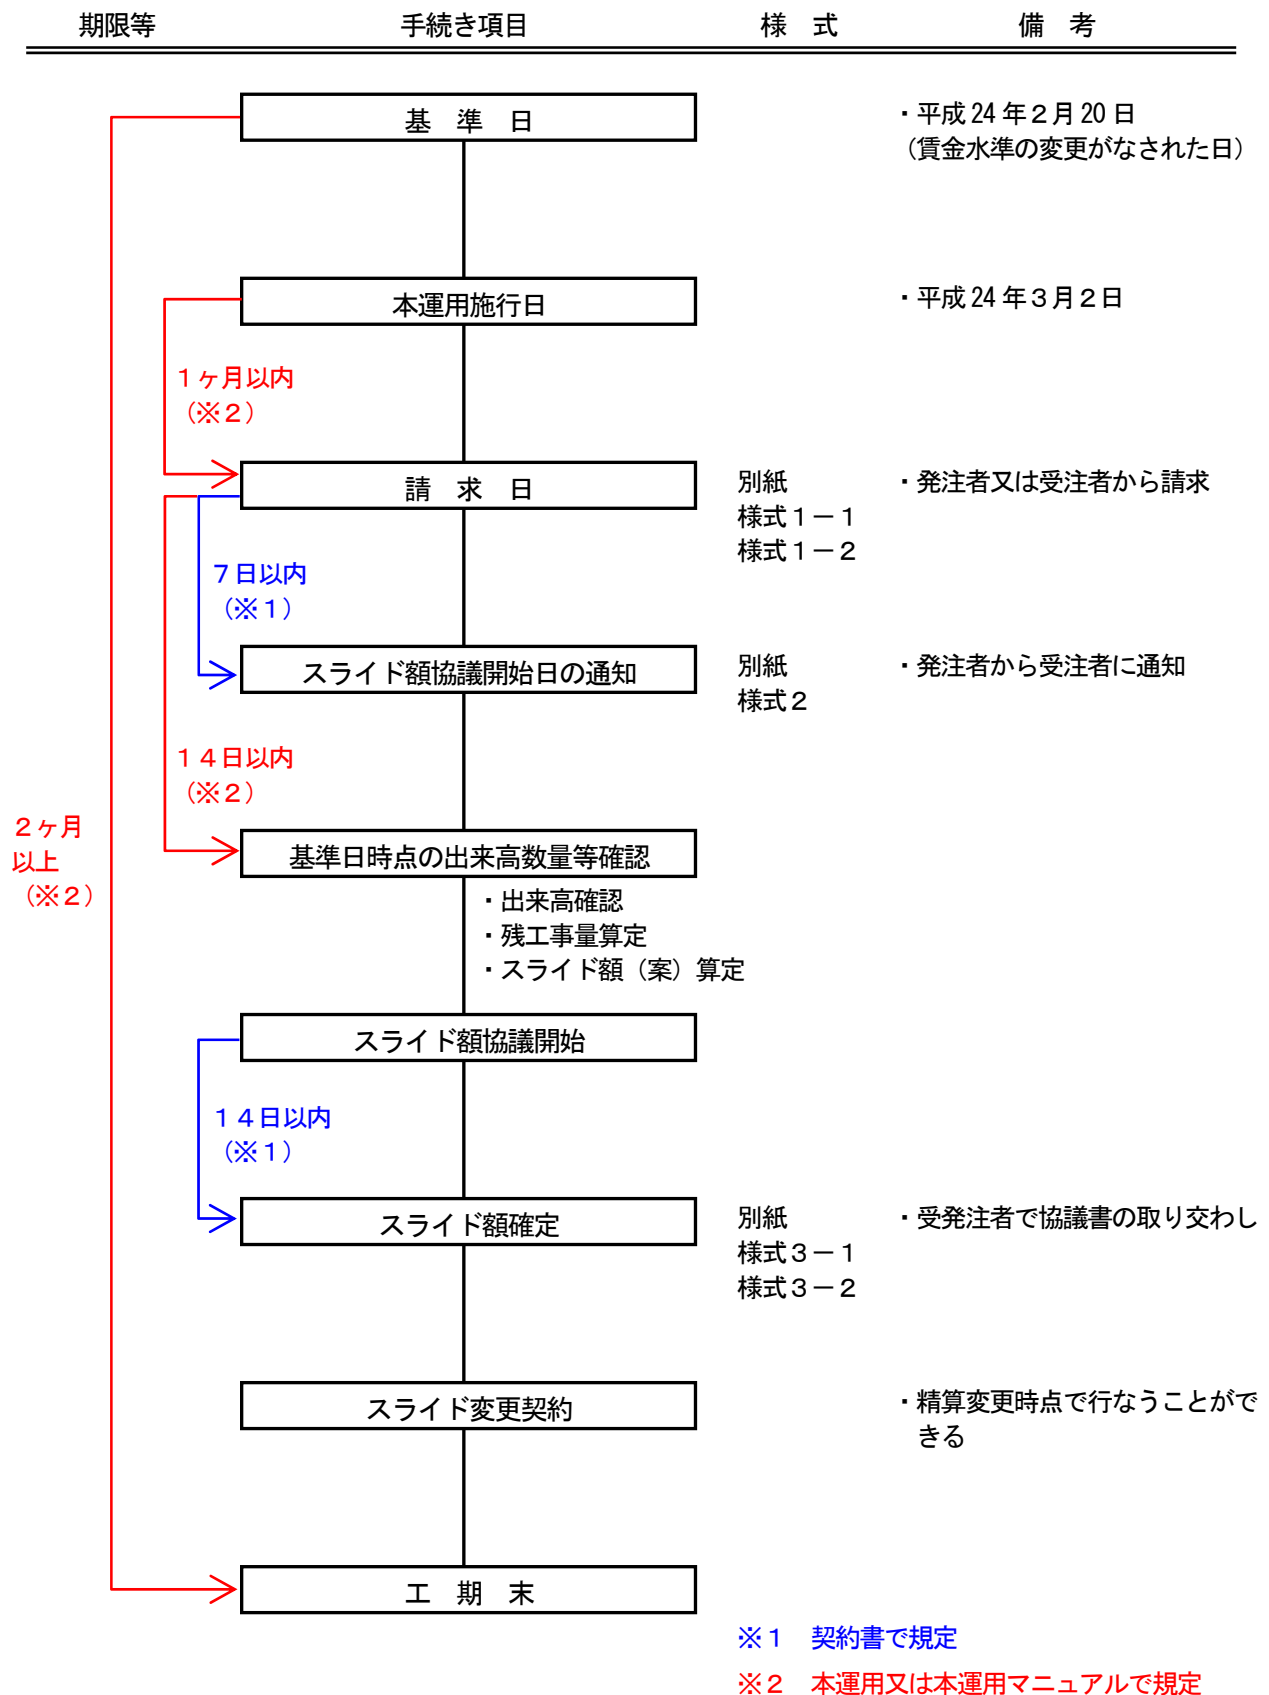 期限等　手続き項目　様　式　備　考
基　準　日
・平成24年２月20日
（賃金水準の変更がなされた日）
本運用施行日
・平成24年３月２日
１ヶ月以内
（※２）
請　求　日
別紙
様式１－１
様式１－２
・発注者又は受注者から請求
７日以内
（※１）
スライド額協議開始日の通知
別紙
様式２
・発注者から受注者に通知
１４日以内
（※２）
２ヶ月
以上
（※２）
基準日時点の出来高数量等確認
・出来高確認
・残工事量算定
・スライド額（案）算定
スライド額協議開始
１４日以内
（※１）
スライド額確定
別紙
様式３－１
様式３－２
・受発注者で協議書の取り交わし
スライド変更契約
・精算変更時点で行なうことがで
きる
工　期　末
※１　契約書で規定
※２　本運用又は本運用マニュアルで規定